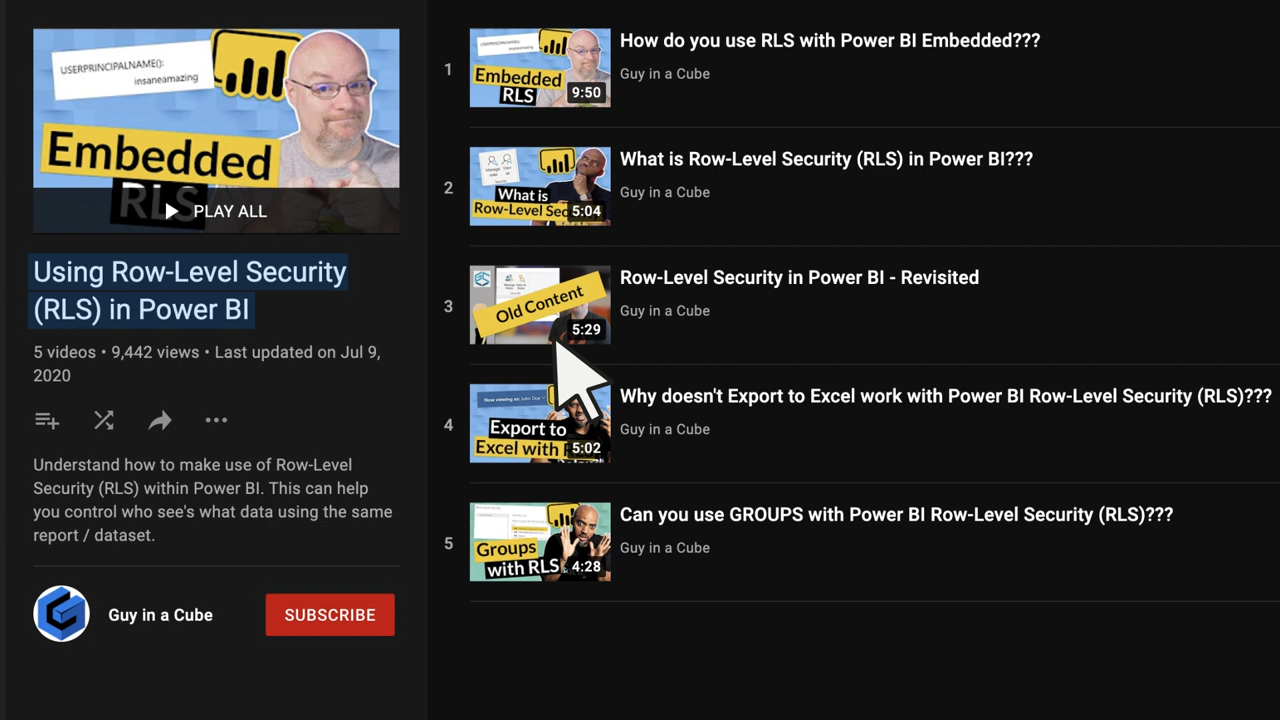 USERPRINCIPALNAME():
insaneamazing
Embedded
RLS
PLAY ALL
Using Row-Level Security
(RLS) in Power BI
5 videos • 9,442 views • Last updated on Jul 9,
2020
Understand how to make use of Row-Level
Security (RLS) within Power BI. This can help
you control who see's what data using the same
report / dataset.
Guy in a Cube
SUBSCRIBE
1
Embedded
RLS
9:50
How do you use RLS with Power BI Embedded???
Guy in a Cube
2
What is
Row-Level Sec
5:04
What is Row-Level Security (RLS) in Power BI???
Guy in a Cube
3
Old Content
5:29
Row-Level Security in Power BI - Revisited
Guy in a Cube
4
Now viewing as: John Doe
Export to
Excel with
5:02
Why doesn't Export to Excel work with Power BI Row-Level Security (RLS)???
Guy in a Cube
5
Groups
with RLS
4:28
Can you use GROUPS with Power BI Row-Level Security (RLS)???
Guy in a Cube